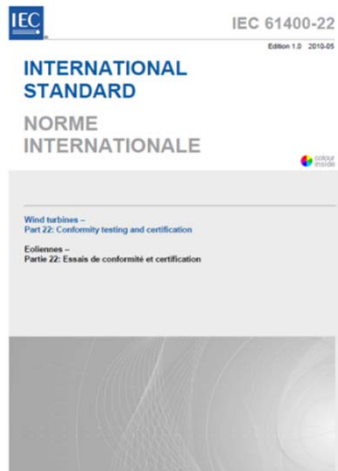 IEC
IEC 61400-22
Edition 1.0 2010-05
INTERNATIONAL
STANDARD
NORME
INTERNATIONALE
colour
inside
Wind turbines –
Part 22: Conformity testing and certification
Eoliennes –
Partie 22: Essais de conformité et certification